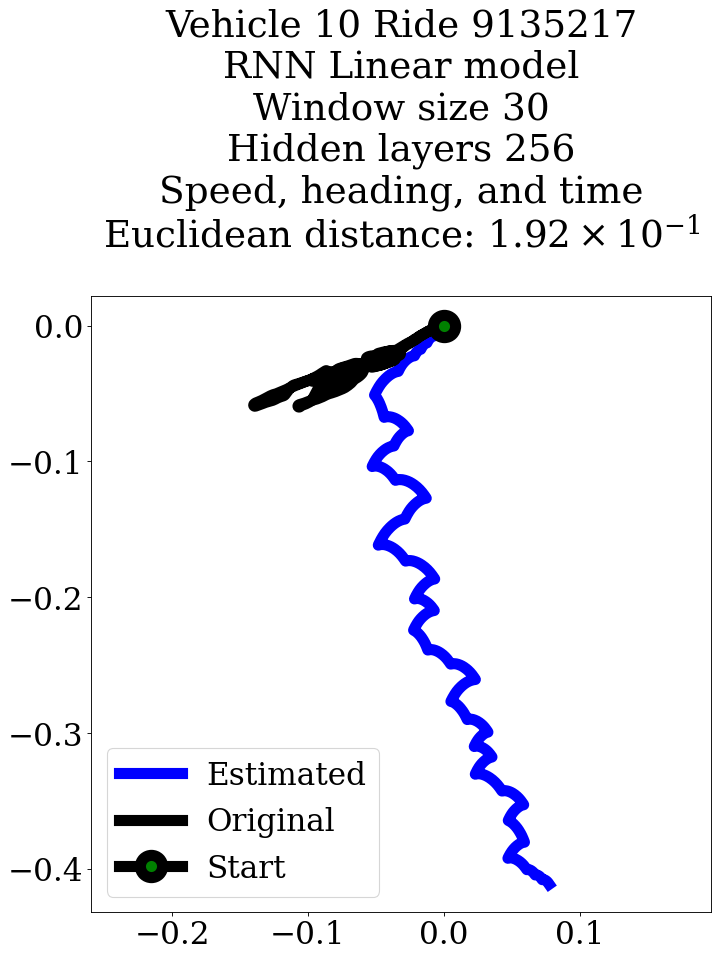 Vehicle 10 Ride 9135217
RNN Linear model
Window size 30
Hidden layers 256
Speed, heading, and time
Euclidean distance: 1.92 × 10⁻¹
0.0
−0.1
−0.2
−0.3
−0.4
Estimated
Original
Start
−0.2 −0.1 0.0 0.1